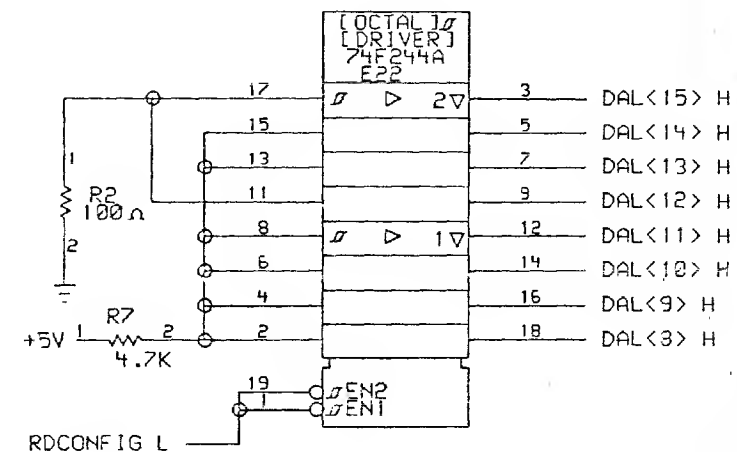 [OCTAL]
[DRIVER]
74F244A
E22
17 2 3 DAL<15> H
15 5 DAL<14> H
13 7 DAL<13> H
11 9 DAL<12> H
8 1 12 DAL<11> H
6 14 DAL<10> H
4 16 DAL<9> H
2 18 DAL<3> H
1
R2
100Ω
2
R7
+5V 1 2
4.7K
19 EN2
1 EN1
RDCONFIG L